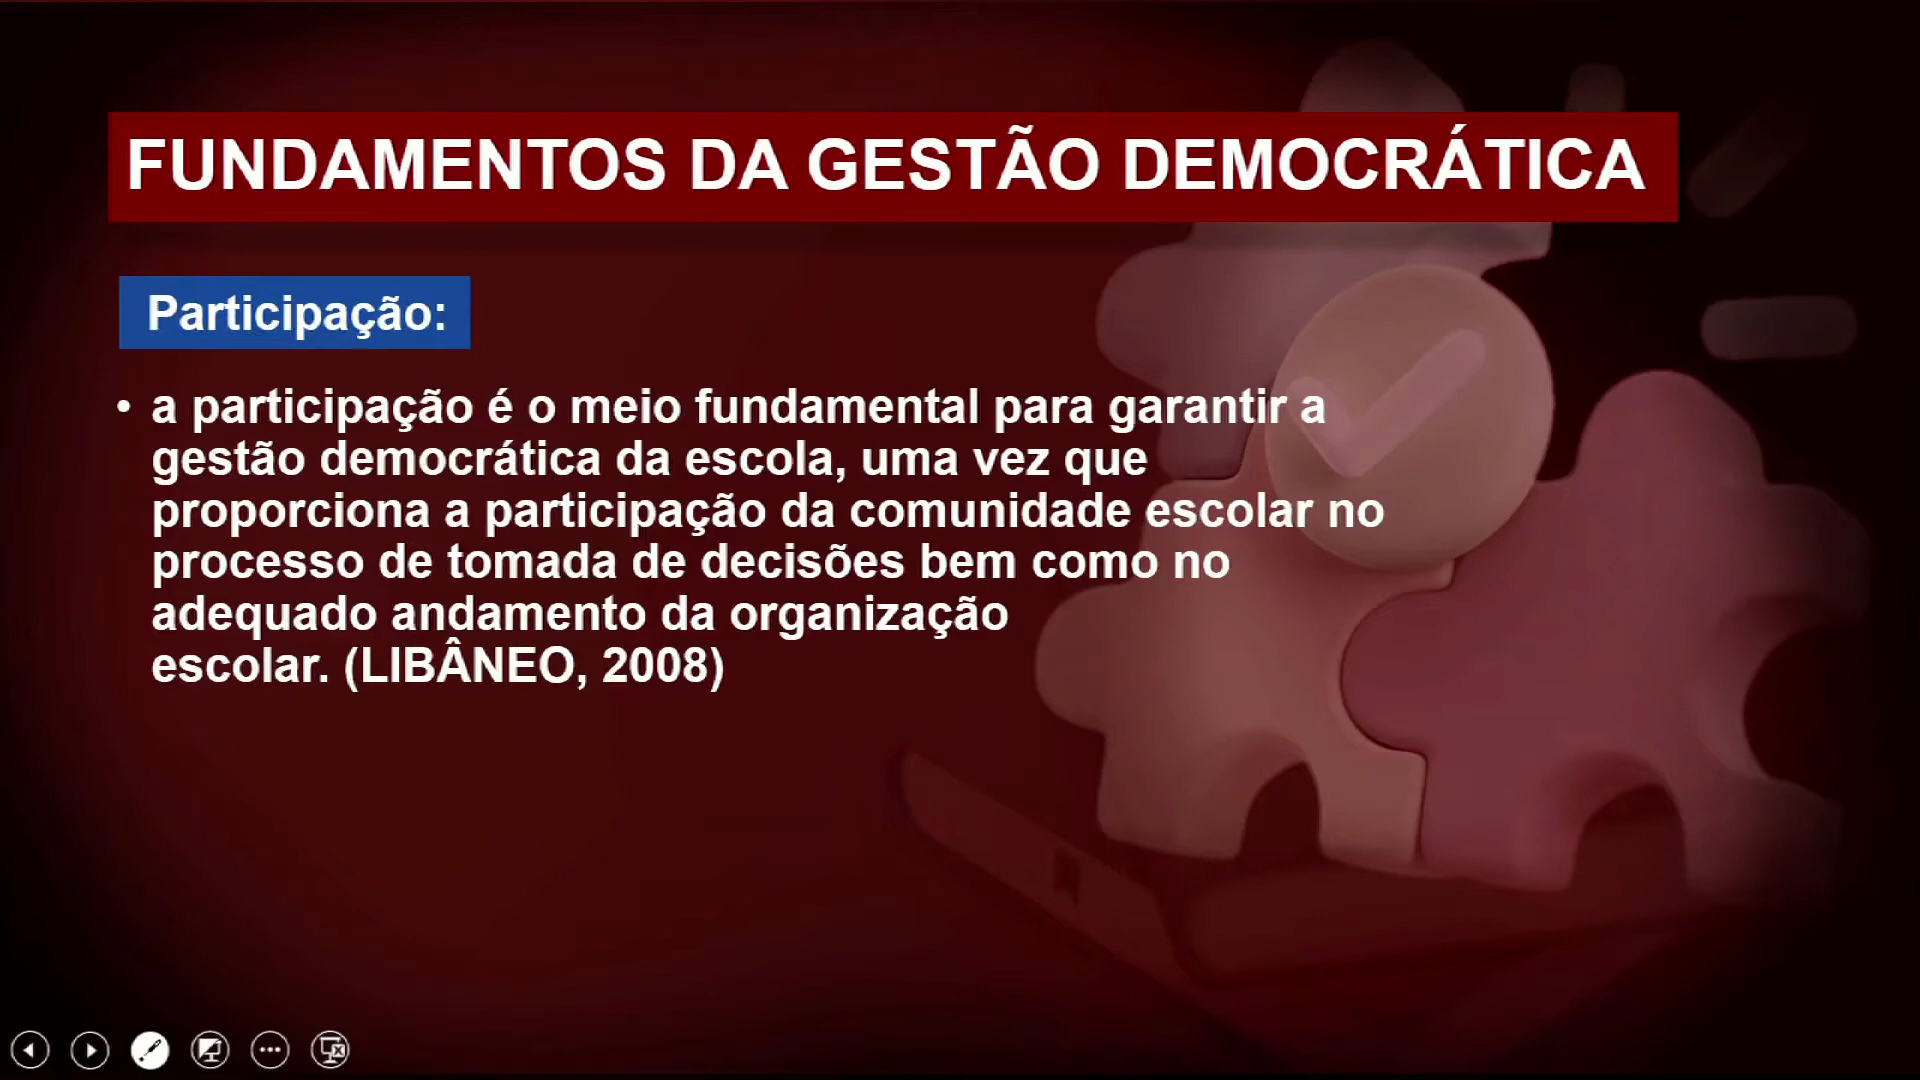 FUNDAMENTOS DA GESTÃO DEMOCRÁTICA
Participação:
• a participação é o meio fundamental para garantir a
gestão democrática da escola, uma vez que
proporciona a participação da comunidade escolar no
processo de tomada de decisões bem como no
adequado andamento da organização
escolar. (LIBÂNEO, 2008)